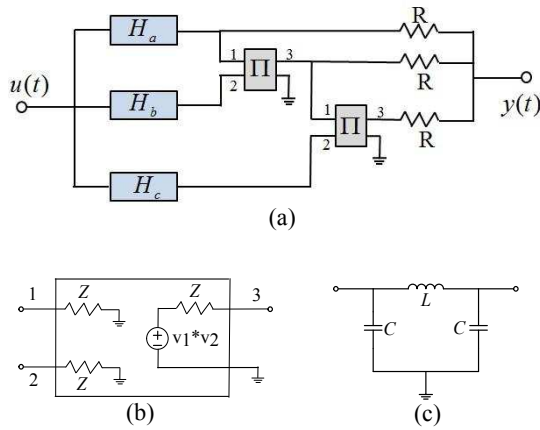 H_a
R
u(t)
1
Π
3
2
H_b
R
y(t)
1
Π
3
2
R
H_c
(a)
1
Z
Z
3
v1*v2
2
Z
(b)
L
C
C
(c)